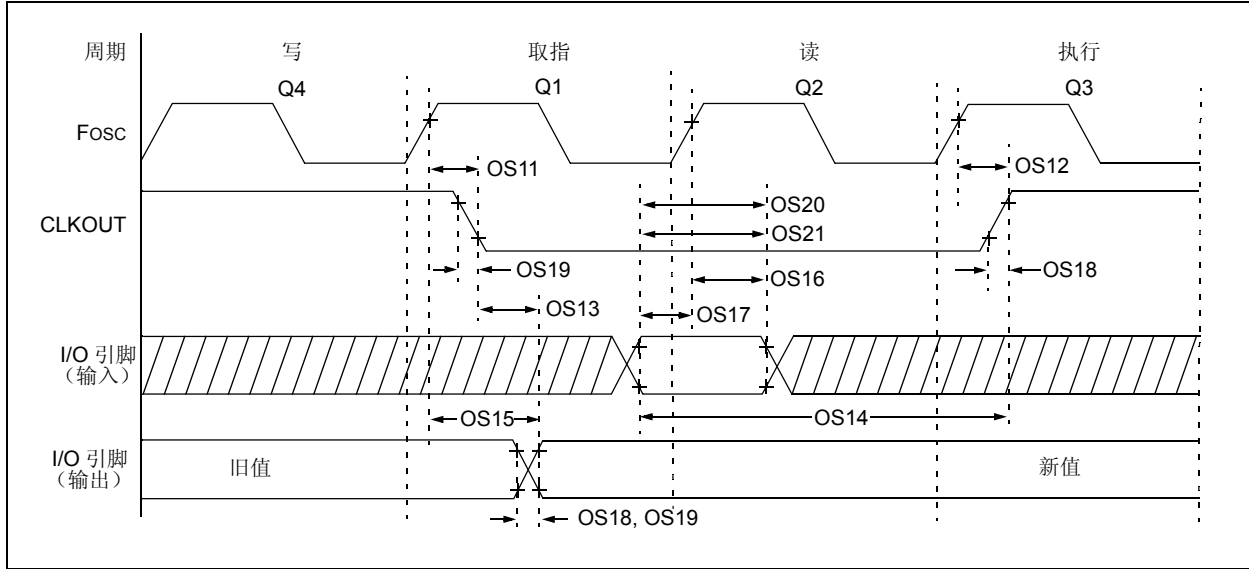 周期 写 取指 读 执行
Q4 Q1 Q2 Q3
Fosc
OS11 OS12
CLKOUT
OS20
OS21
OS19 OS16 OS18
OS13 OS17
I/O 引脚
（输入）
OS15 OS14
I/O 引脚
（输出）
旧值 新值
OS18, OS19